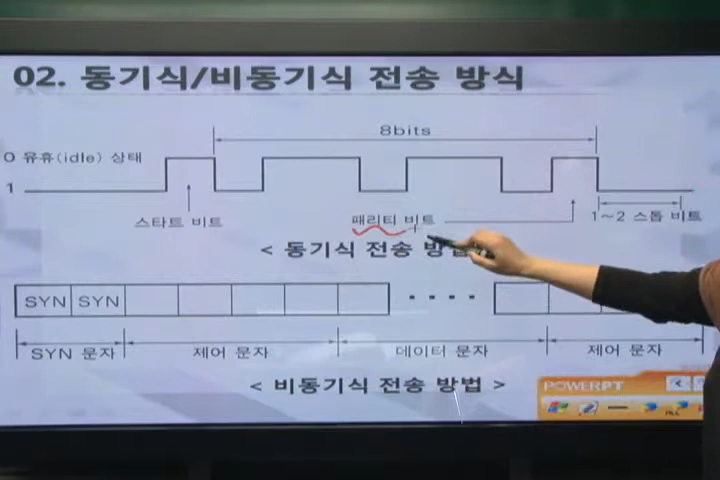 02. 동기식/비동기식 전송 방식
8bits
0 유휴(idle) 상태
1
스타트 비트
패리티 비트
1~2 스톱 비트
< 동기식 전송 방법
SYN SYN
SYN 문자
제어 문자
데이터 문자
제어 문자
< 비동기식 전송 방법 >
POWERPT